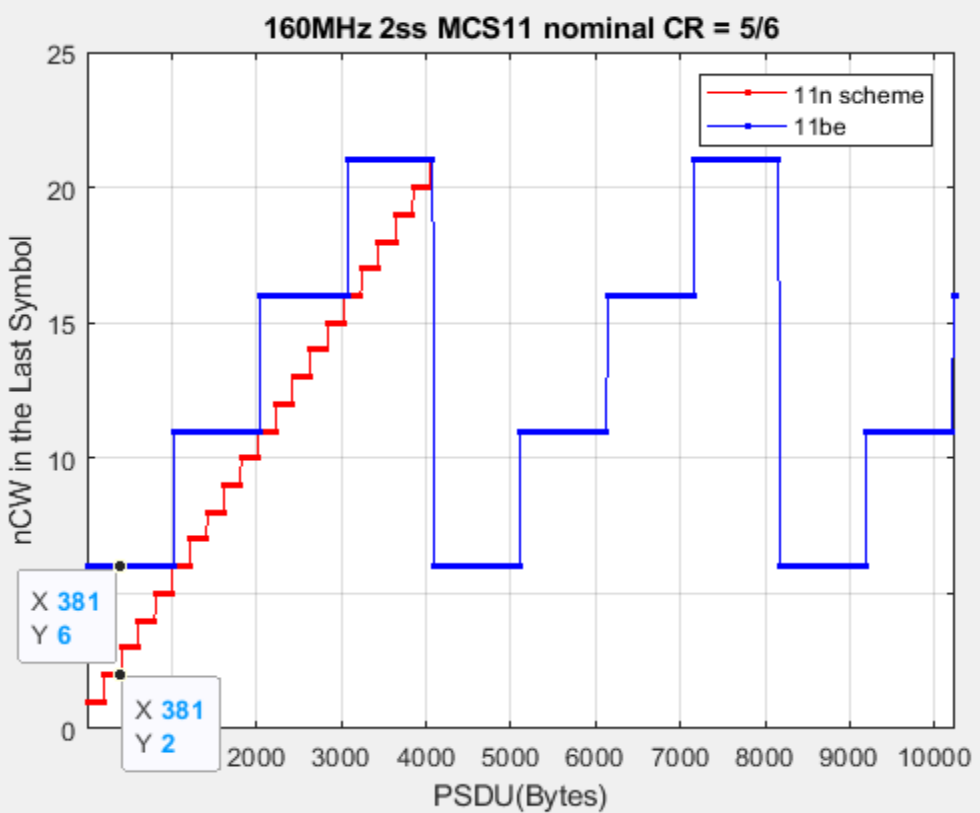 160MHz 2ss MCS11 nominal CR = 5/6
25
20
15
10
0
nCW in the Last Symbol
11n scheme
11be
X 381
Y 6
X 381
Y 2
2000 3000 4000 5000 6000 7000 8000 9000 10000
PSDU(Bytes)